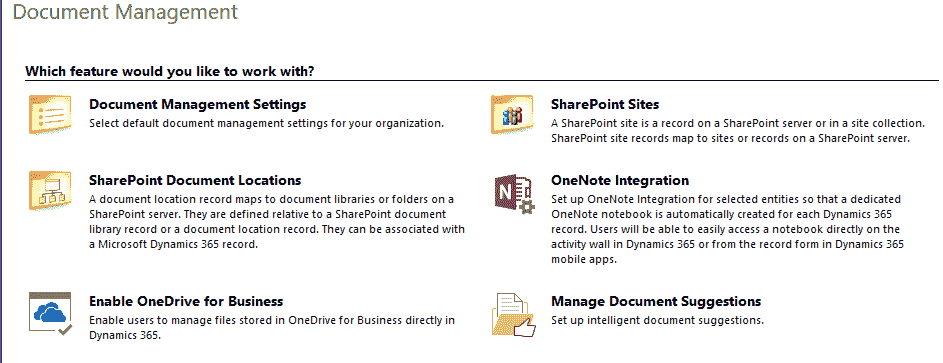 Document Management
Which feature would you like to work with?
Document Management Settings
Select default document management settings for your organization.
SharePoint Sites
A SharePoint site is a record on a SharePoint server or in a site collection.
SharePoint site records map to sites or records on a SharePoint server.
SharePoint Document Locations
A document location record maps to document libraries or folders on a
SharePoint server. They are defined relative to a SharePoint document
library record or a document location record. They can be associated with
a Microsoft Dynamics 365 record.
OneNote Integration
Set up OneNote Integration for selected entities so that a dedicated
OneNote notebook is automatically created for each Dynamics 365
record. Users will be able to easily access a notebook directly on the
activity wall in Dynamics 365 or from the record form in Dynamics 365
mobile apps.
Enable OneDrive for Business
Enable users to manage files stored in OneDrive for Business directly in
Dynamics 365.
Manage Document Suggestions
Set up intelligent document suggestions.